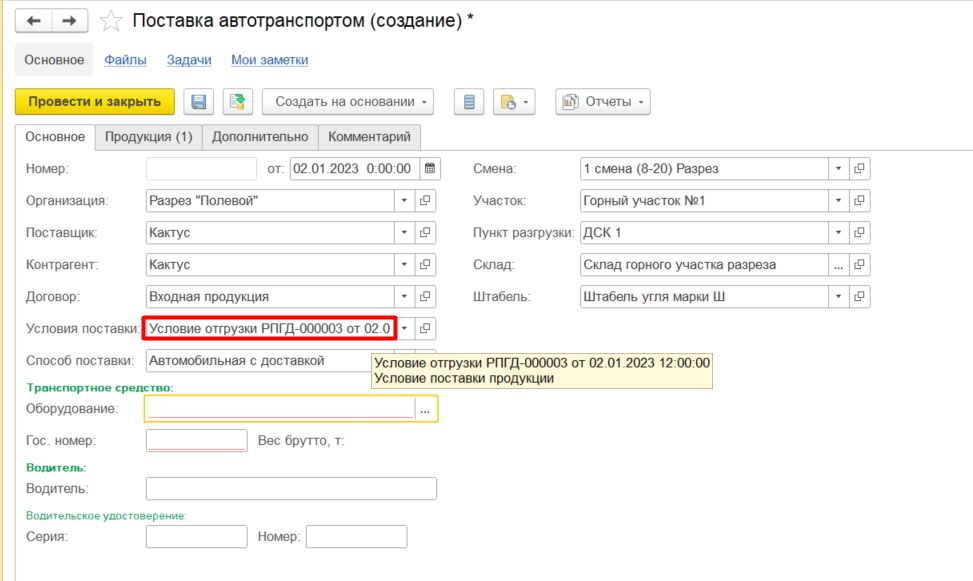 Поставка автотранспортом (создание) *
Основное Файлы Задачи Мои заметки
Провести и закрыть Создать на основании Отчеты
Основное Продукция (1) Дополнительно Комментарий
Номер: от: 02.01.2023 0:00:00 Смена: 1 смена (8-20) Разрез
Организация: Разрез "Полевой" Участок: Горный участок №1
Поставщик: Кактус Пункт разгрузки: ДСК 1
Контрагент: Кактус Склад: Склад горного участка разреза ...
Договор: Входная продукция Штабель: Штабель угля марки Ш
Условия поставки: Условие отгрузки РПГД-000003 от 02.0
Способ поставки: Автомобильная с доставкой
Условие отгрузки РПГД-000003 от 02.01.2023 12:00:00
Условие поставки продукции
Транспортное средство:
Оборудование: ...
Гос. номер: Вес брутто, т:
Водитель:
Водитель:
Водительское удостоверение:
Серия: Номер: